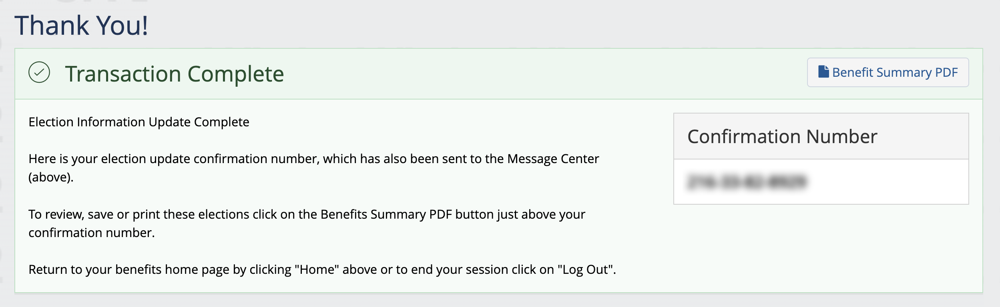 Thank You!
Transaction Complete
Benefit Summary PDF
Election Information Update Complete
Here is your election update confirmation number, which has also been sent to the Message Center
(above).
To review, save or print these elections click on the Benefits Summary PDF button just above your
confirmation number.
Return to your benefits home page by clicking "Home" above or to end your session click on "Log Out".
Confirmation Number